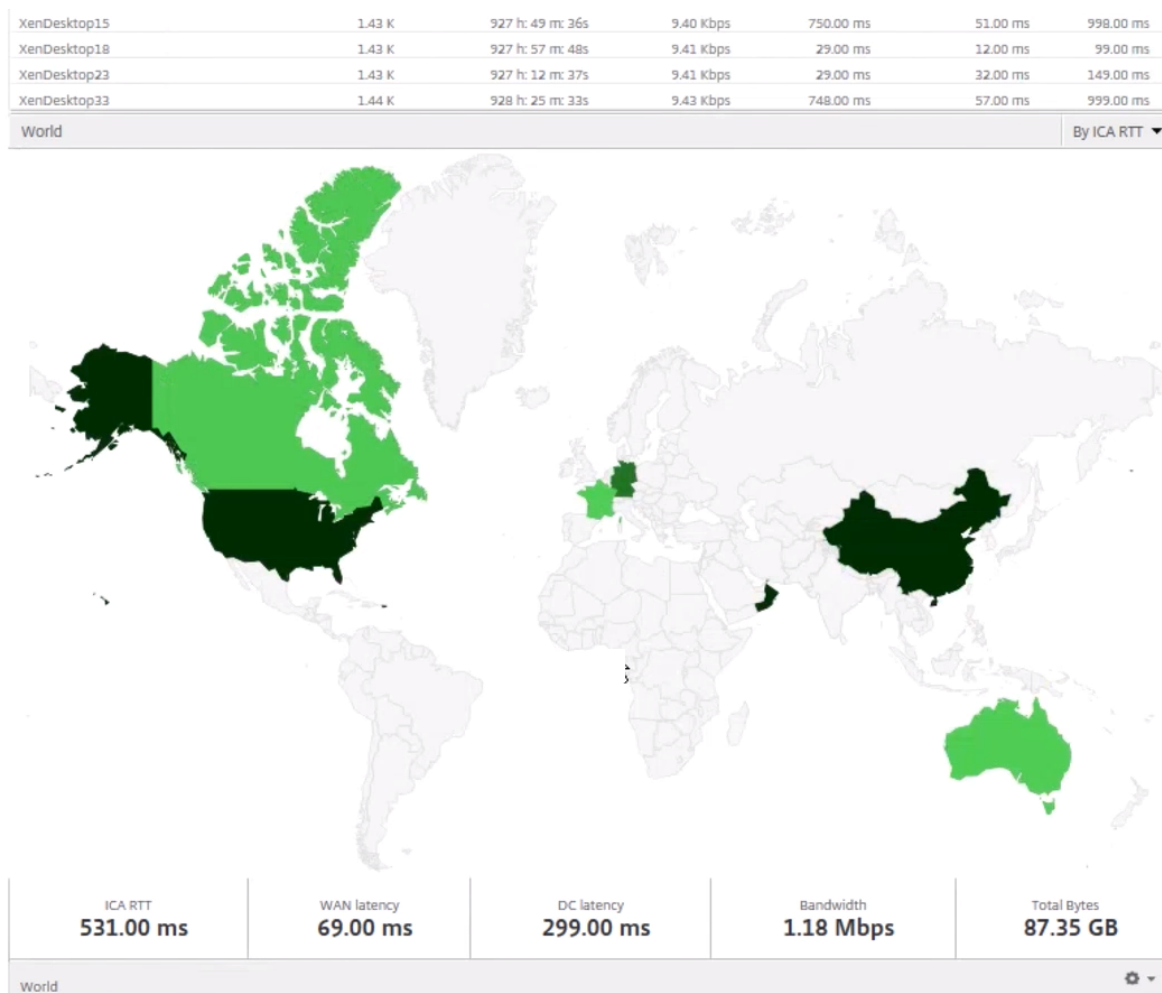 XenDesktop15 1.43 K 927 h: 49 m: 36s 9.40 Kbps 750.00 ms 51.00 ms 998.00 ms
XenDesktop18 1.43 K 927 h: 57 m: 48s 9.41 Kbps 29.00 ms 12.00 ms 99.00 ms
XenDesktop23 1.43 K 927 h: 12 m: 37s 9.41 Kbps 29.00 ms 32.00 ms 149.00 ms
XenDesktop33 1.44 K 928 h: 25 m: 33s 9.43 Kbps 748.00 ms 57.00 ms 999.00 ms
World By ICA RTT
ICA RTT WAN latency DC latency Bandwidth Total Bytes
531.00 ms 69.00 ms 299.00 ms 1.18 Mbps 87.35 GB
World